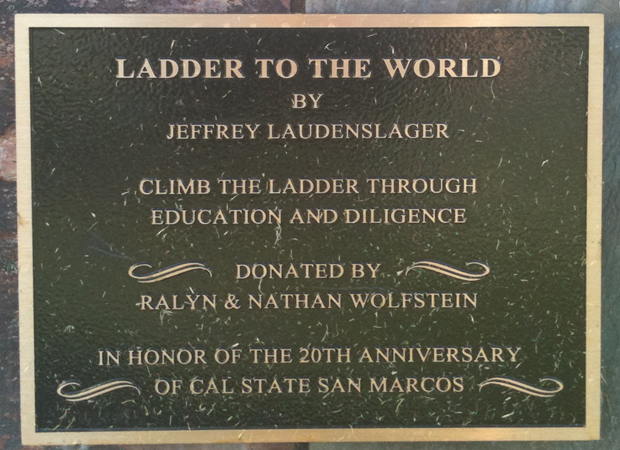 LADDER TO THE WORLD
BY
JEFFREY LAUDENSLAGER
CLIMB THE LADDER THROUGH
EDUCATION AND DILIGENCE
DONATED BY
RALYN & NATHAN WOLFSTEIN
IN HONOR OF THE 20TH ANNIVERSARY
OF CAL STATE SAN MARCOS